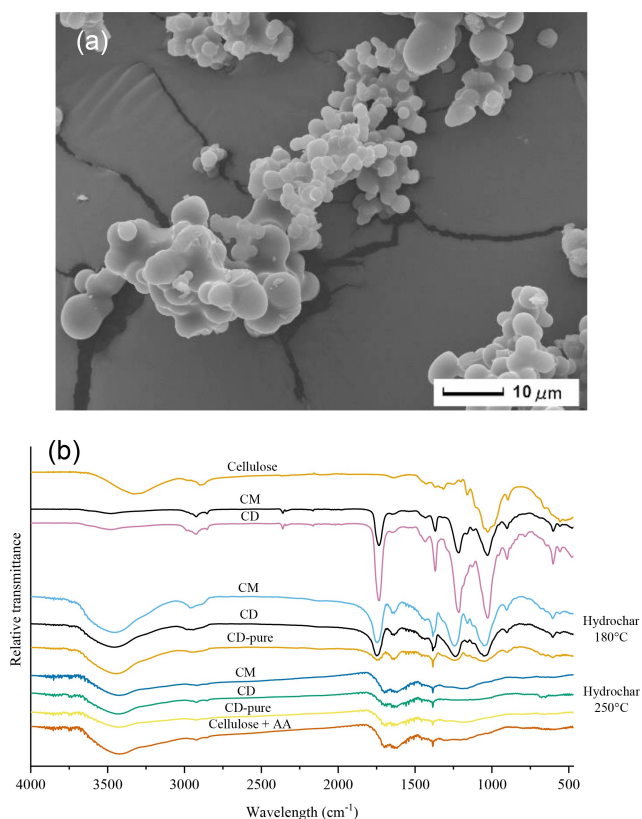 (a)
10 μm
(b)
Cellulose
CM
CD
CM
CD
Hydrochar
180°C
CD-pure
CM
CD
Hydrochar
250°C
CD-pure
Cellulose + AA
Relative transmittance
4000 3500 3000 2500 2000 1500 1000 500
Wavelength (cm⁻¹)